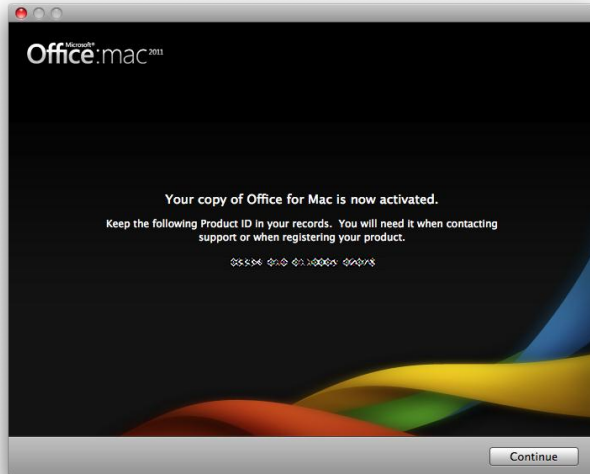 Microsoft®
Office:mac 2011
Your copy of Office for Mac is now activated.
Keep the following Product ID in your records. You will need it when contacting
support or when registering your product.
Continue